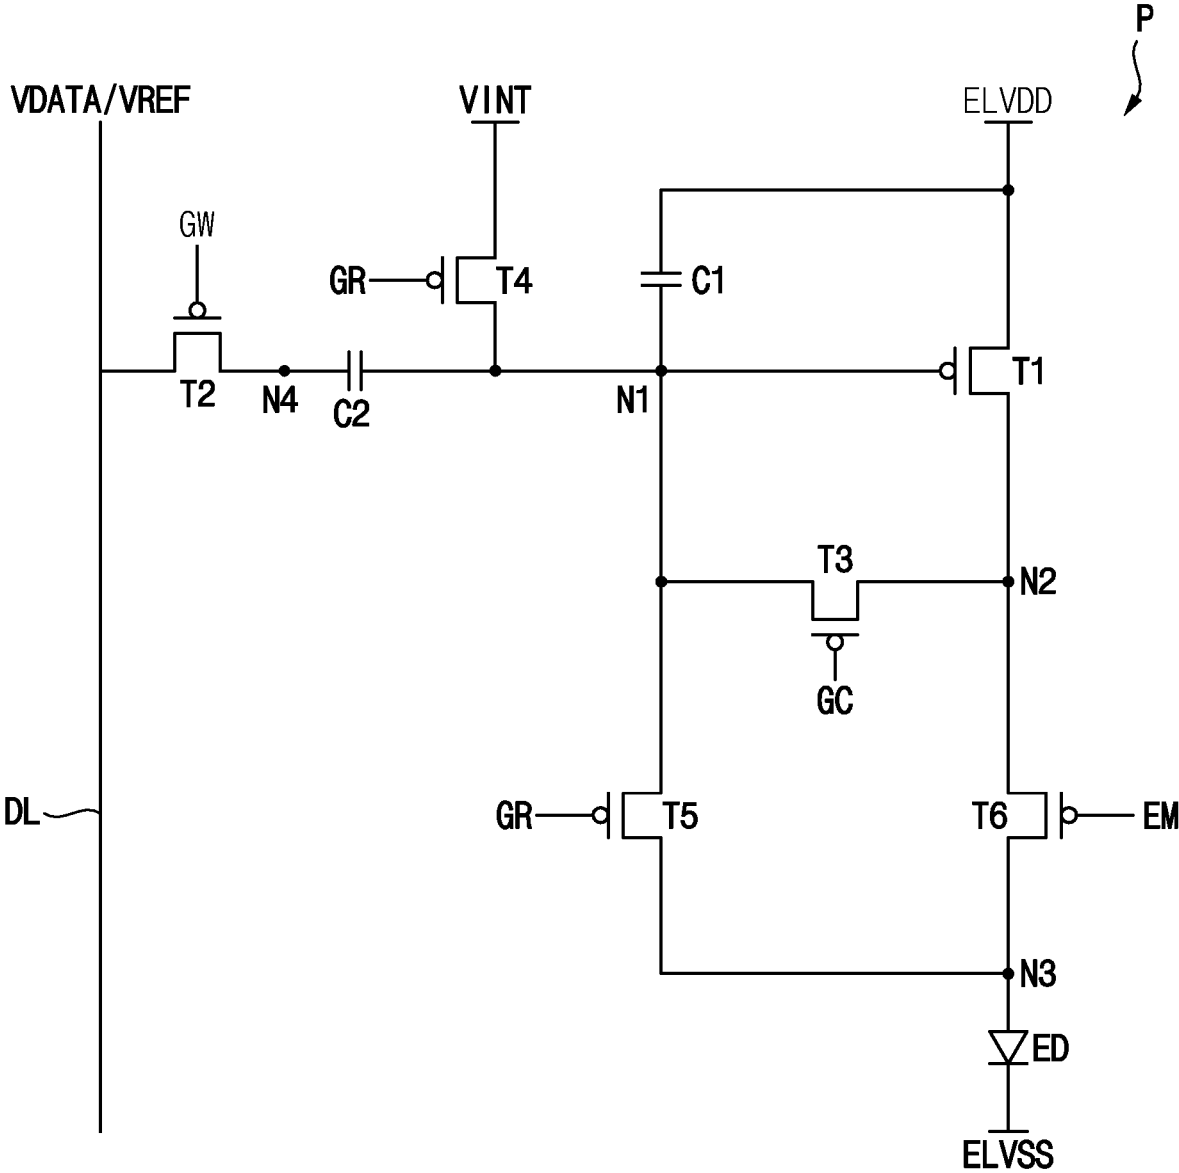 P
VDATA/VREF
VINT
ELVDD
GW
GR
T4
C1
T2
N4
C2
N1
T1
T3
N2
GC
DL
GR
T5
T6
EM
N3
ED
ELVSS